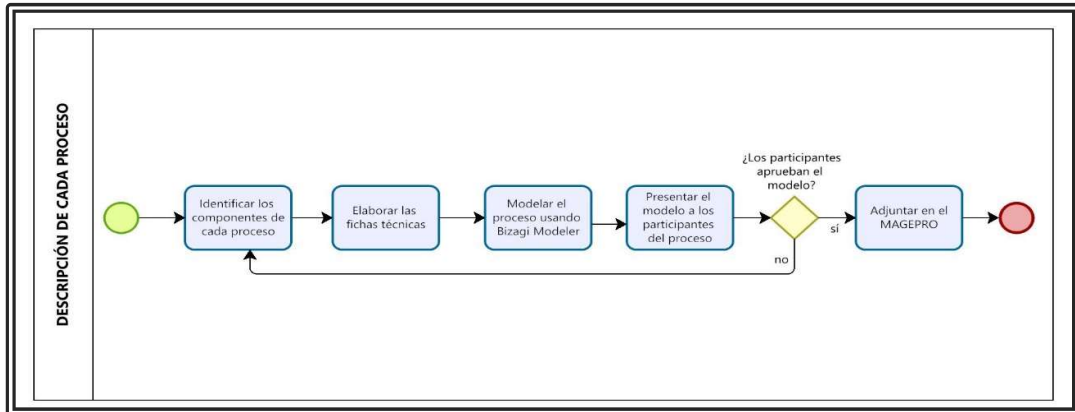 DESCRIPCIÓN DE CADA PROCESO
Identificar los
componentes de
cada proceso
Elaborar las
fichas técnicas
Modelar el
proceso usando
Bizagi Modeler
Presentar el
modelo a los
participantes
del proceso
¿Los participantes
aprueban el
modelo?
sí
no
Adjuntar en el
MAGEPRO